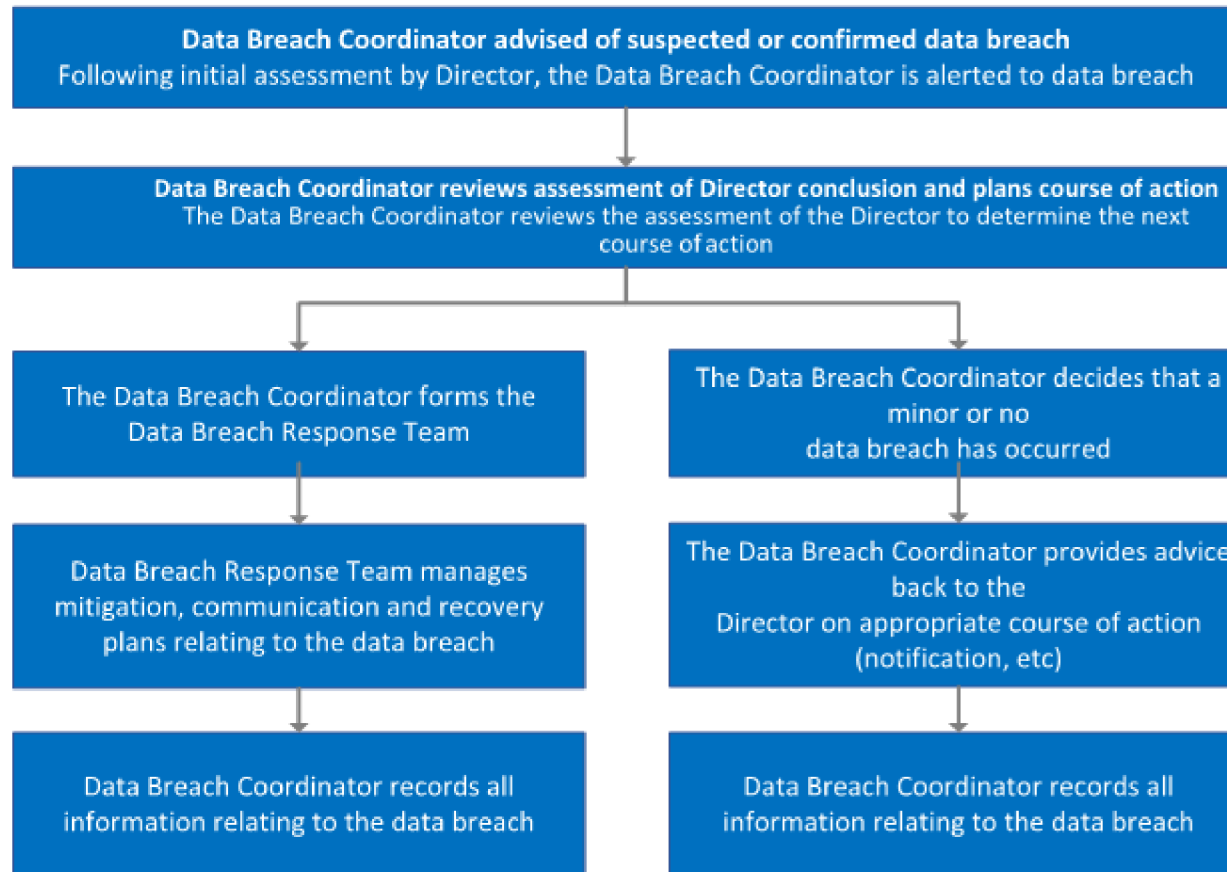 Data Breach Coordinator advised of suspected or confirmed data breach
Following initial assessment by Director, the Data Breach Coordinator is alerted to data breach
Data Breach Coordinator reviews assessment of Director conclusion and plans course of action
The Data Breach Coordinator reviews the assessment of the Director to determine the next
course of action
The Data Breach Coordinator forms the
Data Breach Response Team
Data Breach Response Team manages
mitigation, communication and recovery
plans relating to the data breach
Data Breach Coordinator records all
information relating to the data breach
The Data Breach Coordinator decides that a
minor or no
data breach has occurred
The Data Breach Coordinator provides advice
back to the
Director on appropriate course of action
(notification, etc)
Data Breach Coordinator records all
information relating to the data breach